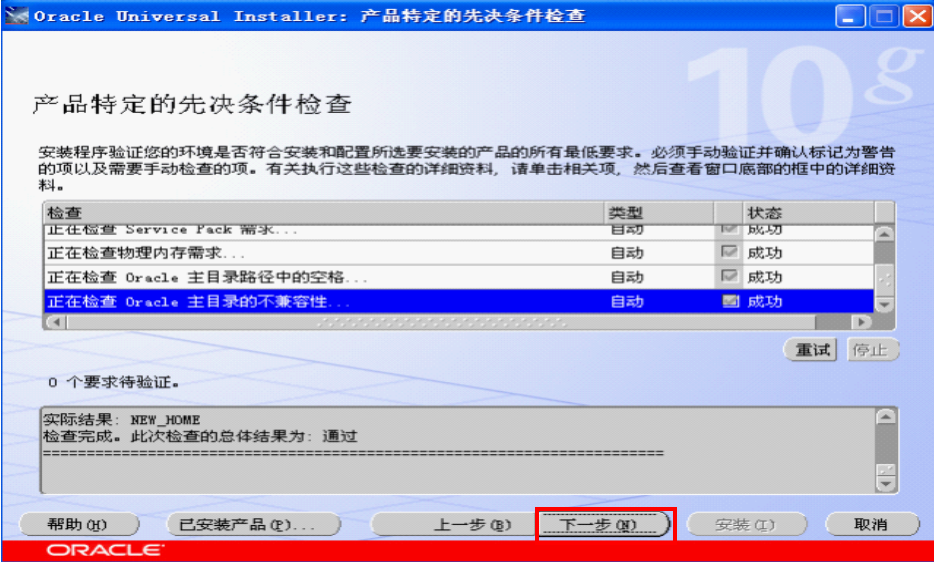 Oracle Universal Installer: 产品特定的先决条件检查
10g
产品特定的先决条件检查
安装程序验证您的环境是否符合安装和配置所选要安装的产品的所有最低要求。必须手动验证并确认标记为警告
的项以及需要手动检查的项。有关执行这些检查的详细资料, 请单击相关项, 然后查看窗口底部的框中的详细资
料。
检查 类型 状态
正在检查 Service Pack 需求... 自动 成功
正在检查物理内存需求... 自动 成功
正在检查 Oracle 主目录路径中的空格... 自动 成功
正在检查 Oracle 主目录的不兼容性... 自动 成功
重试 停止
0 个要求待验证。
实际结果: NEW_HOME
检查完成。此次检查的总体结果为: 通过
========================================================================
帮助(H) 已安装产品(P)... 上一步(B) 下一步(N) 安装(I) 取消
ORACLE